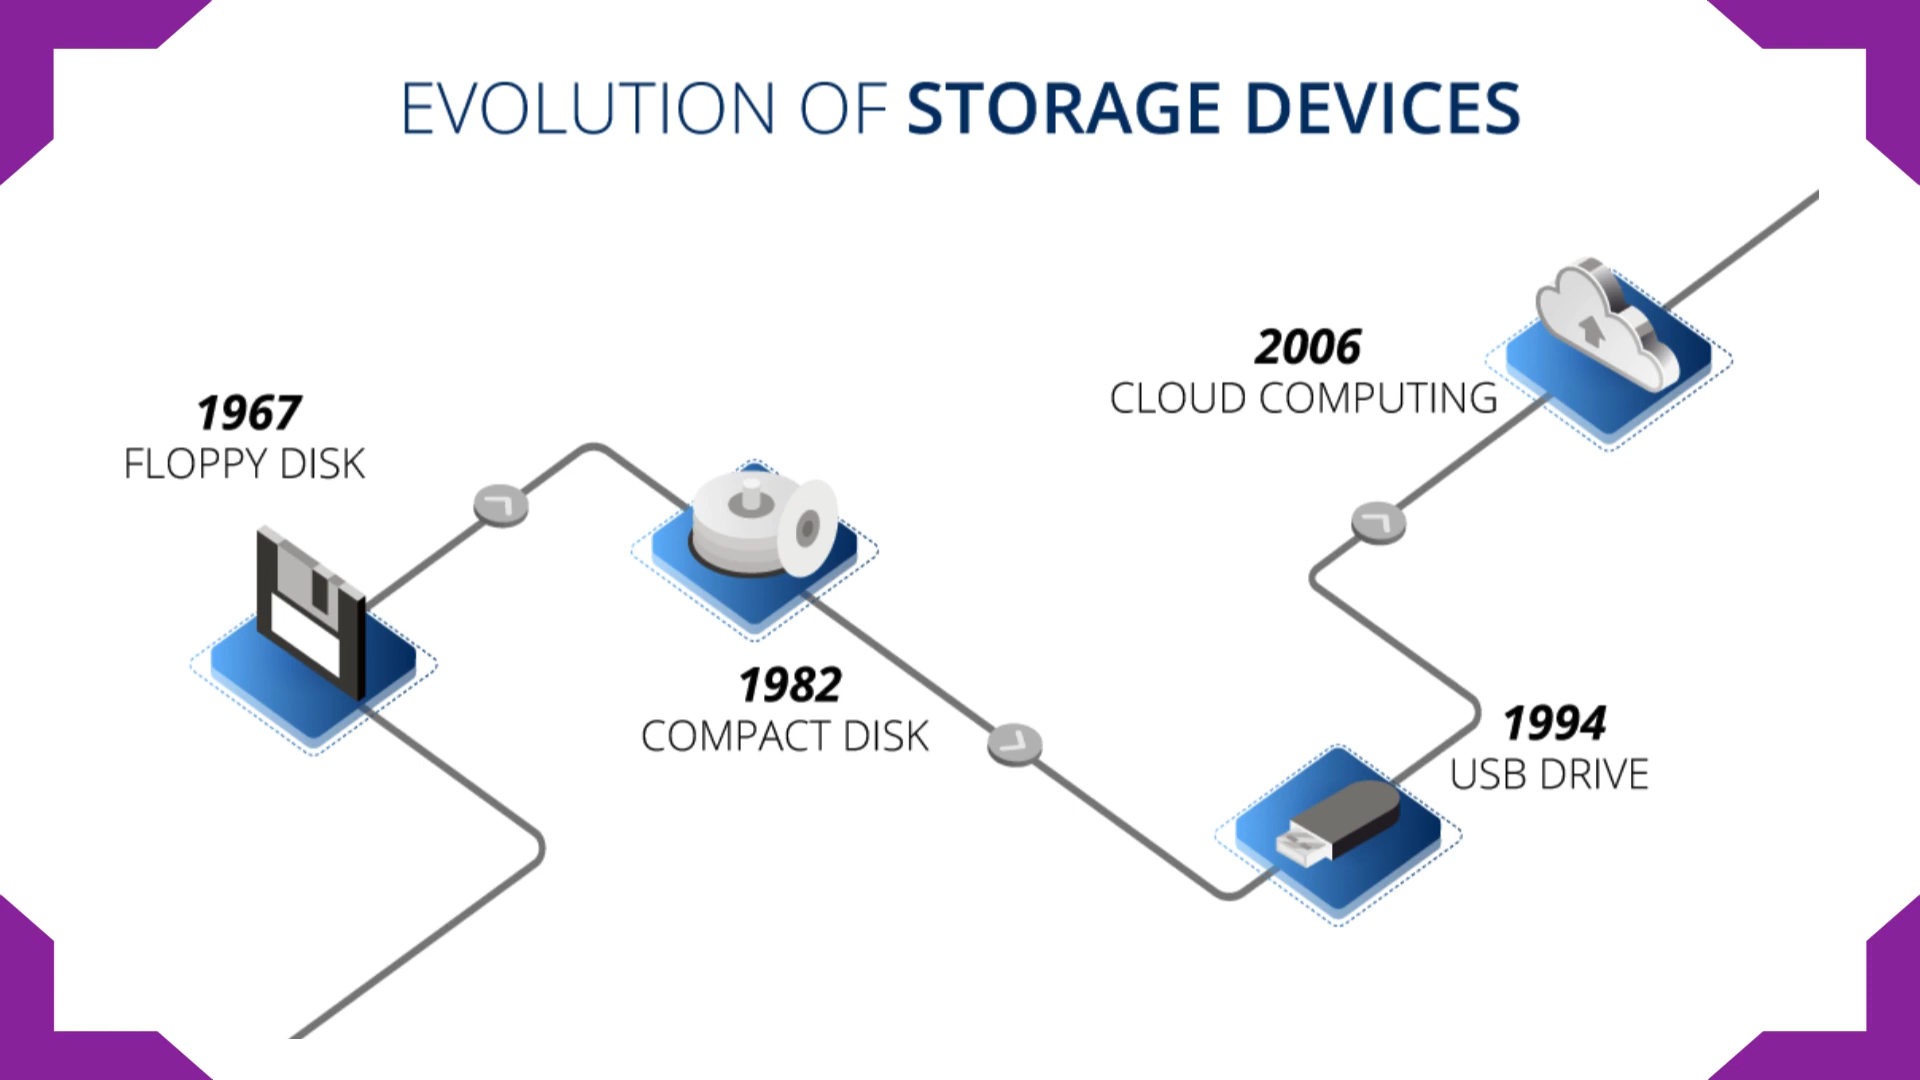 EVOLUTION OF STORAGE DEVICES
1967
FLOPPY DISK
1982
COMPACT DISK
1994
USB DRIVE
2006
CLOUD COMPUTING